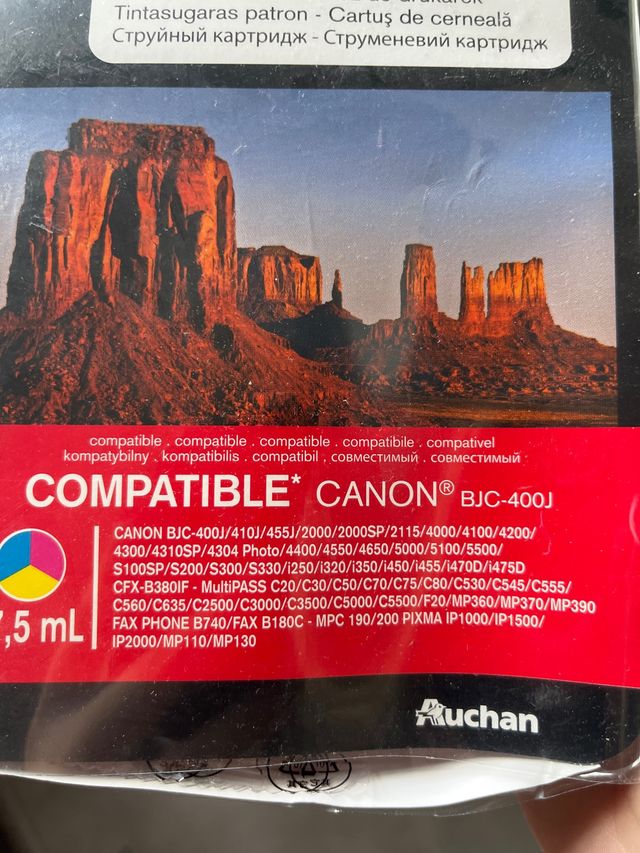 Tintasugaras patron - Cartuş de cerneală
Струйный картридж - Струменевий картридж
compatible . compatible . compatible . compatibile . compativel
kompatybilny . kompatibilis . compatibil . совместимый . совместимый
COMPATIBLE* CANON® BJC-400J
CANON BJC-400J/410J/455J/2000/2000SP/2115/4000/4100/4200/
4300/4310SP/4304 Photo/4400/4550/4650/5000/5100/5500/
S100SP/S200/S300/S330/i250/i320/i350/i450/i455/i470D/i475D
CFX-B380IF - MultiPASS C20/C30/C50/C70/C75/C80/C530/C545/C555/
C560/C635/C2500/C3000/C3500/C5000/C5500/F20/MP360/MP370/MP390
FAX PHONE B740/FAX B180C - MPC 190/200 PIXMA IP1000/IP1500/
IP2000/MP110/MP130
7,5 mL
Auchan